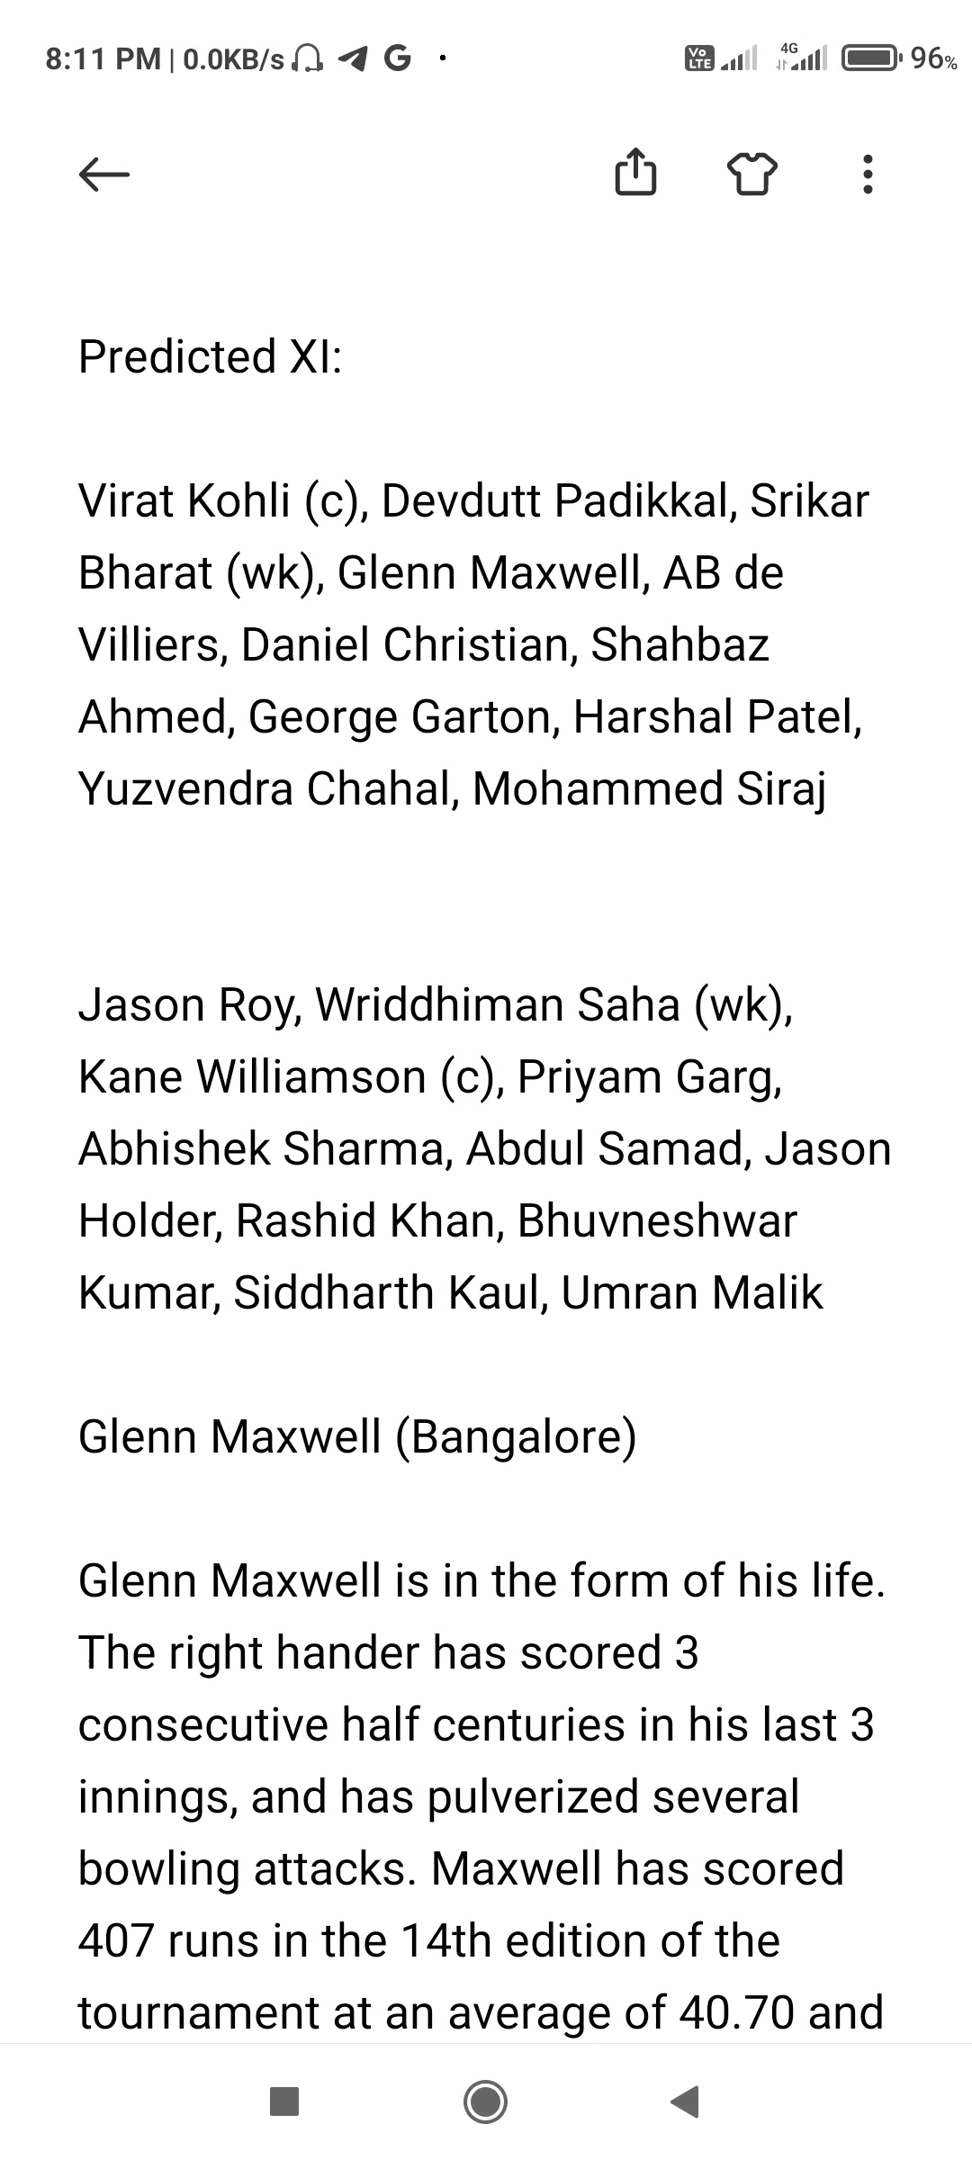 8:11 PM | 0.0KB/s
Vo LTE 4G 96%
Predicted XI:
Virat Kohli (c), Devdutt Padikkal, Srikar
Bharat (wk), Glenn Maxwell, AB de
Villiers, Daniel Christian, Shahbaz
Ahmed, George Garton, Harshal Patel,
Yuzvendra Chahal, Mohammed Siraj
Jason Roy, Wriddhiman Saha (wk),
Kane Williamson (c), Priyam Garg,
Abhishek Sharma, Abdul Samad, Jason
Holder, Rashid Khan, Bhuvneshwar
Kumar, Siddharth Kaul, Umran Malik
Glenn Maxwell (Bangalore)
Glenn Maxwell is in the form of his life.
The right hander has scored 3
consecutive half centuries in his last 3
innings, and has pulverized several
bowling attacks. Maxwell has scored
407 runs in the 14th edition of the
tournament at an average of 40.70 and